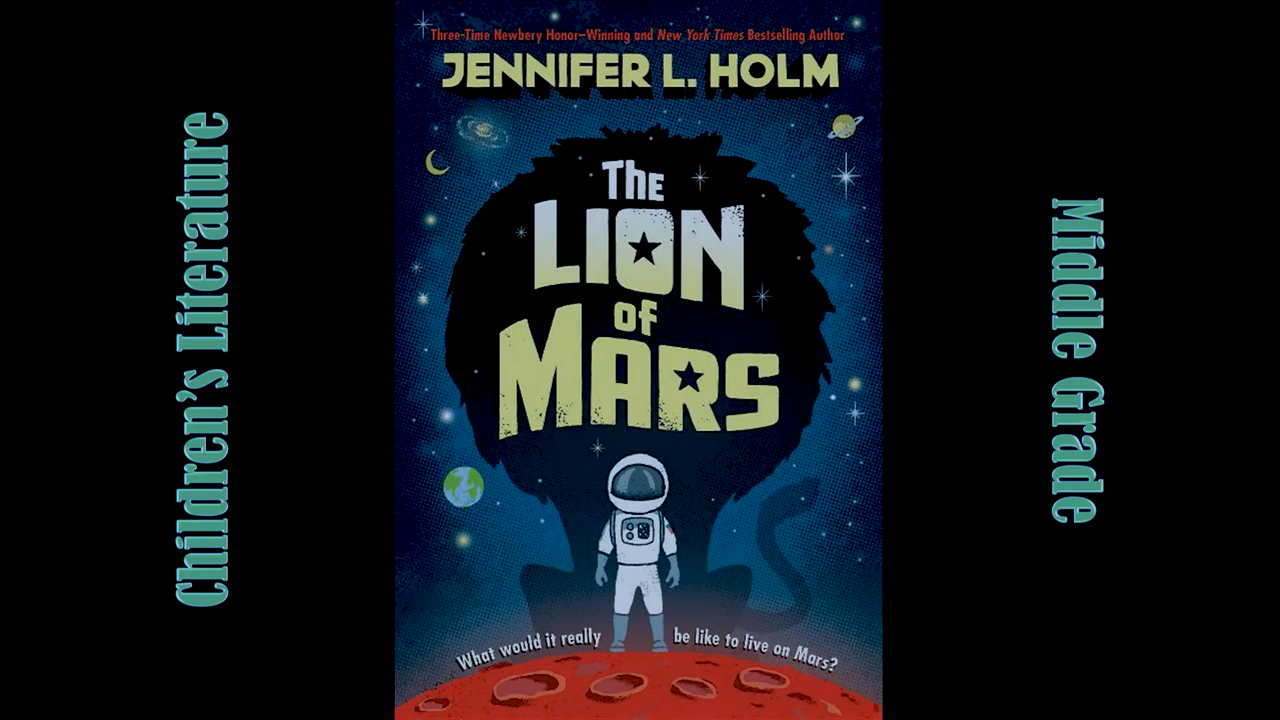 Children's Literature
Three-Time Newbery Honor–Winning and New York Times Bestselling Author
JENNIFER L. HOLM
The
LION
of
MARS
What would it really be like to live on Mars?
Middle Grade